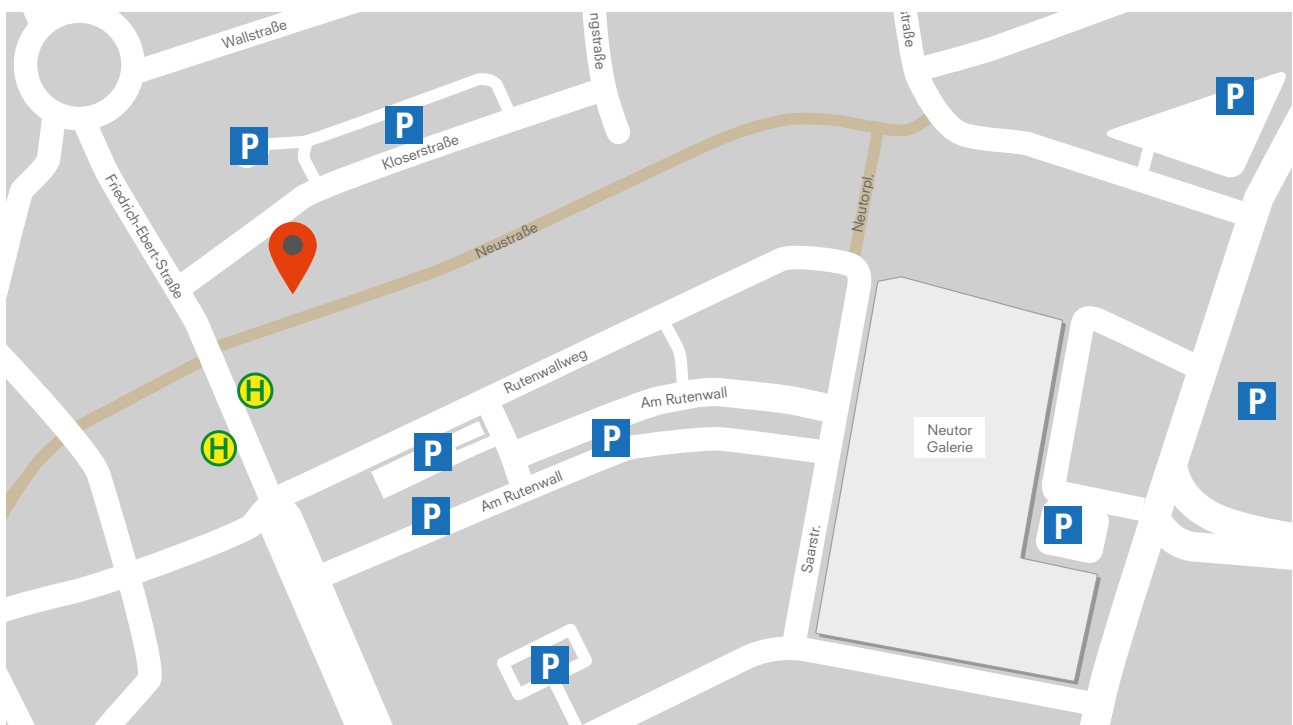 Wallstraße
ngstraße
straße
P
P
P
Kloserstraße
Friedrich-Ebert-Straße
Neutorpl.
Neustraße
Rutenwallweg
H
Am Rutenwall
P
H
P
P
Neutor
Galerie
Am Rutenwall
P
P
Saarstr.
P